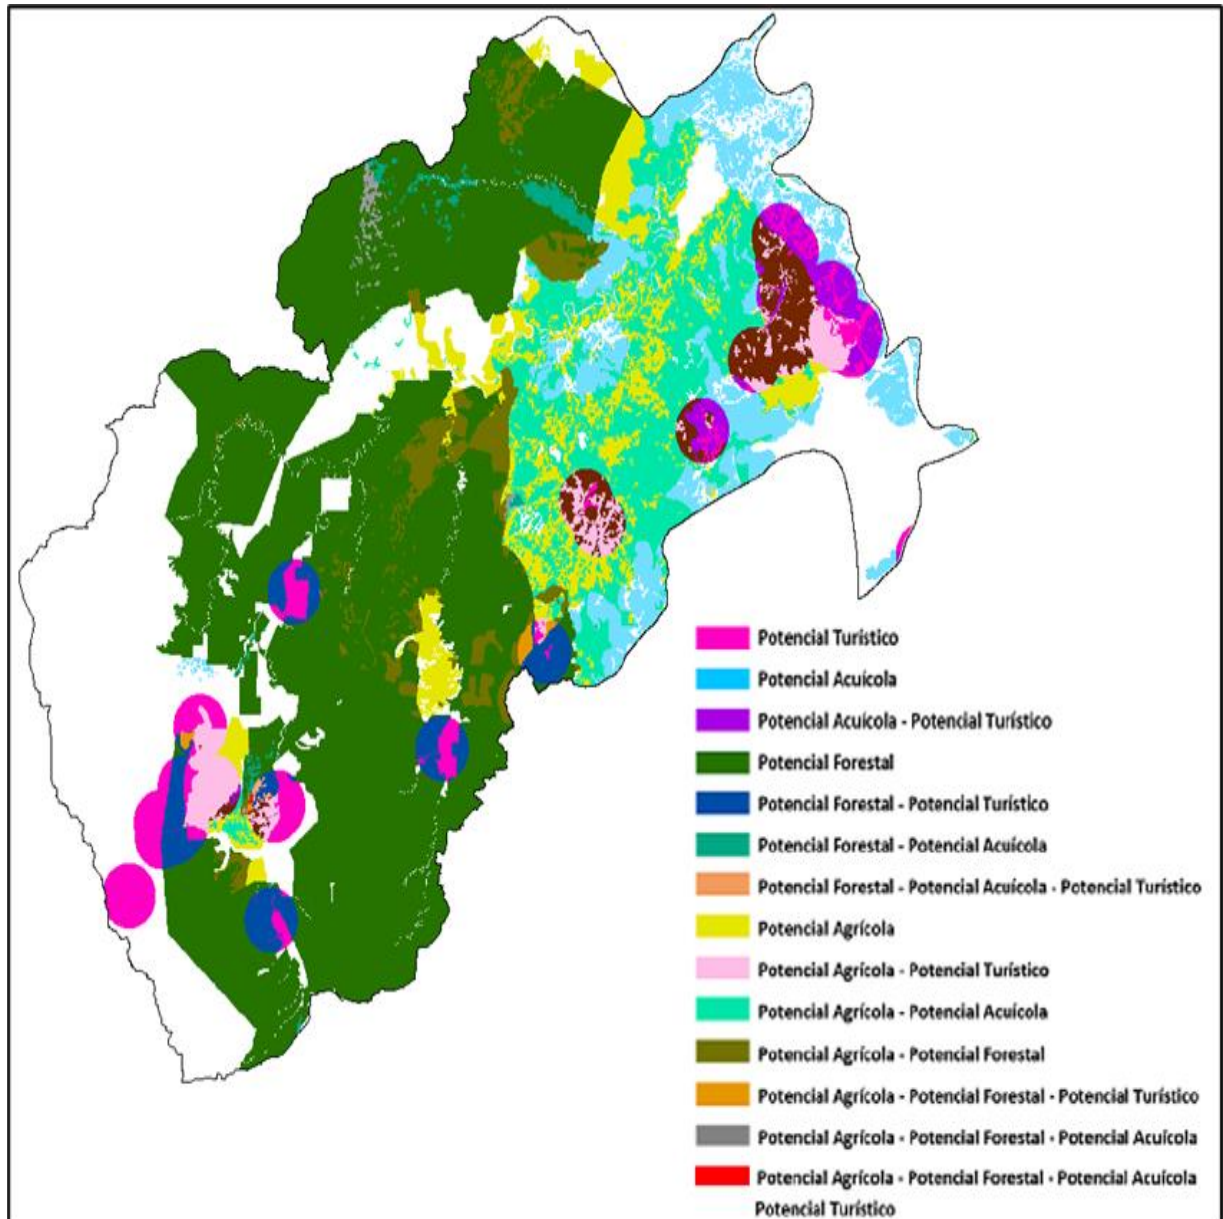 Potencial Turístico
Potencial Acuícola
Potencial Acuícola - Potencial Turístico
Potencial Forestal
Potencial Forestal - Potencial Turístico
Potencial Forestal - Potencial Acuícola
Potencial Forestal - Potencial Acuícola - Potencial Turístico
Potencial Agrícola
Potencial Agrícola - Potencial Turístico
Potencial Agrícola - Potencial Acuícola
Potencial Agrícola - Potencial Forestal
Potencial Agrícola - Potencial Forestal - Potencial Turístico
Potencial Agrícola - Potencial Forestal - Potencial Acuícola
Potencial Agrícola - Potencial Forestal - Potencial Acuícola
Potencial Turístico